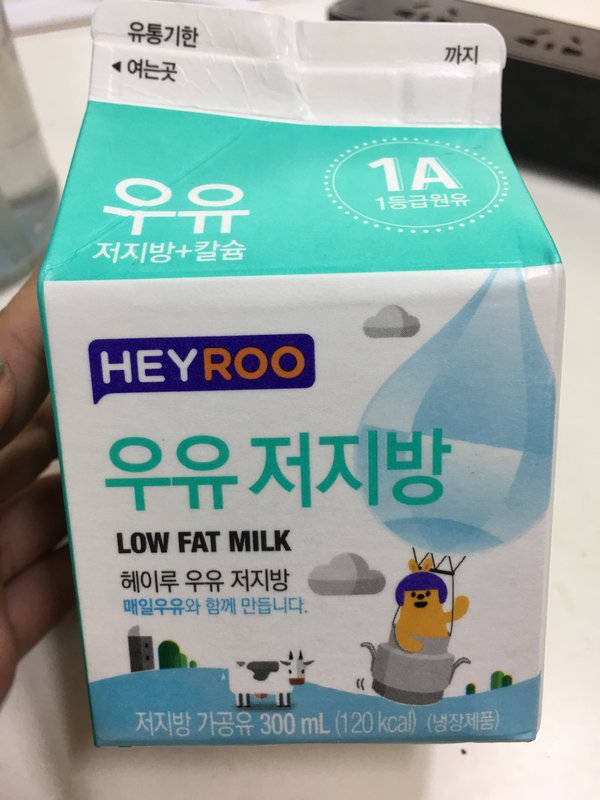 유통기한 까지
◀ 여는곳
1A
1등급원유
우유
저지방+칼슘
HEYROO
우유 저지방
LOW FAT MILK
헤이루 우유 저지방
매일우유와 함께 만듭니다.
저지방 가공유 300 mL (120 kcal) (냉장제품)